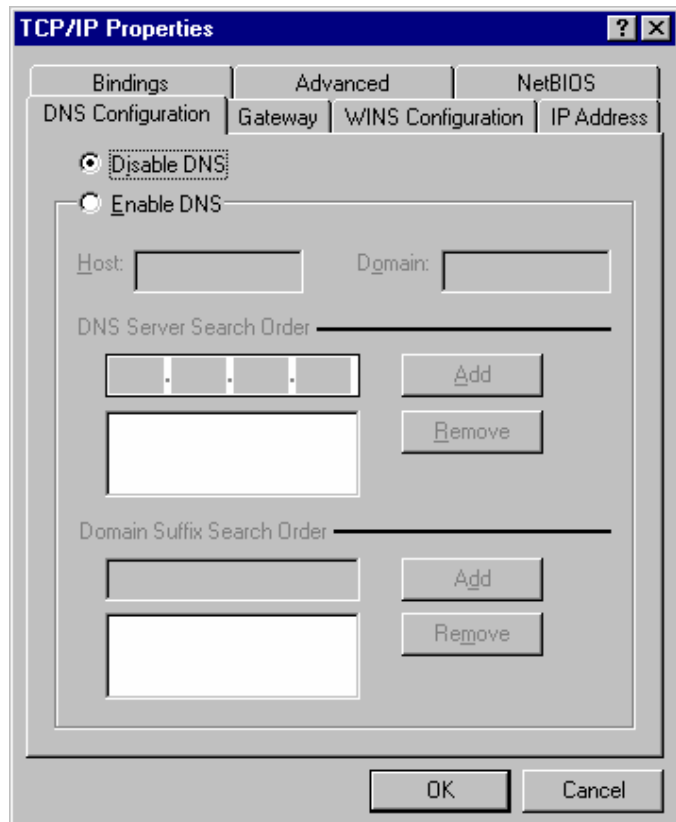 TCP/IP Properties
? X
Bindings Advanced NetBIOS
DNS Configuration Gateway WINS Configuration IP Address
Disable DNS
Enable DNS
Host: Domain:
DNS Server Search Order
. . . Add
Remove
Domain Suffix Search Order
Add
Remove
OK Cancel